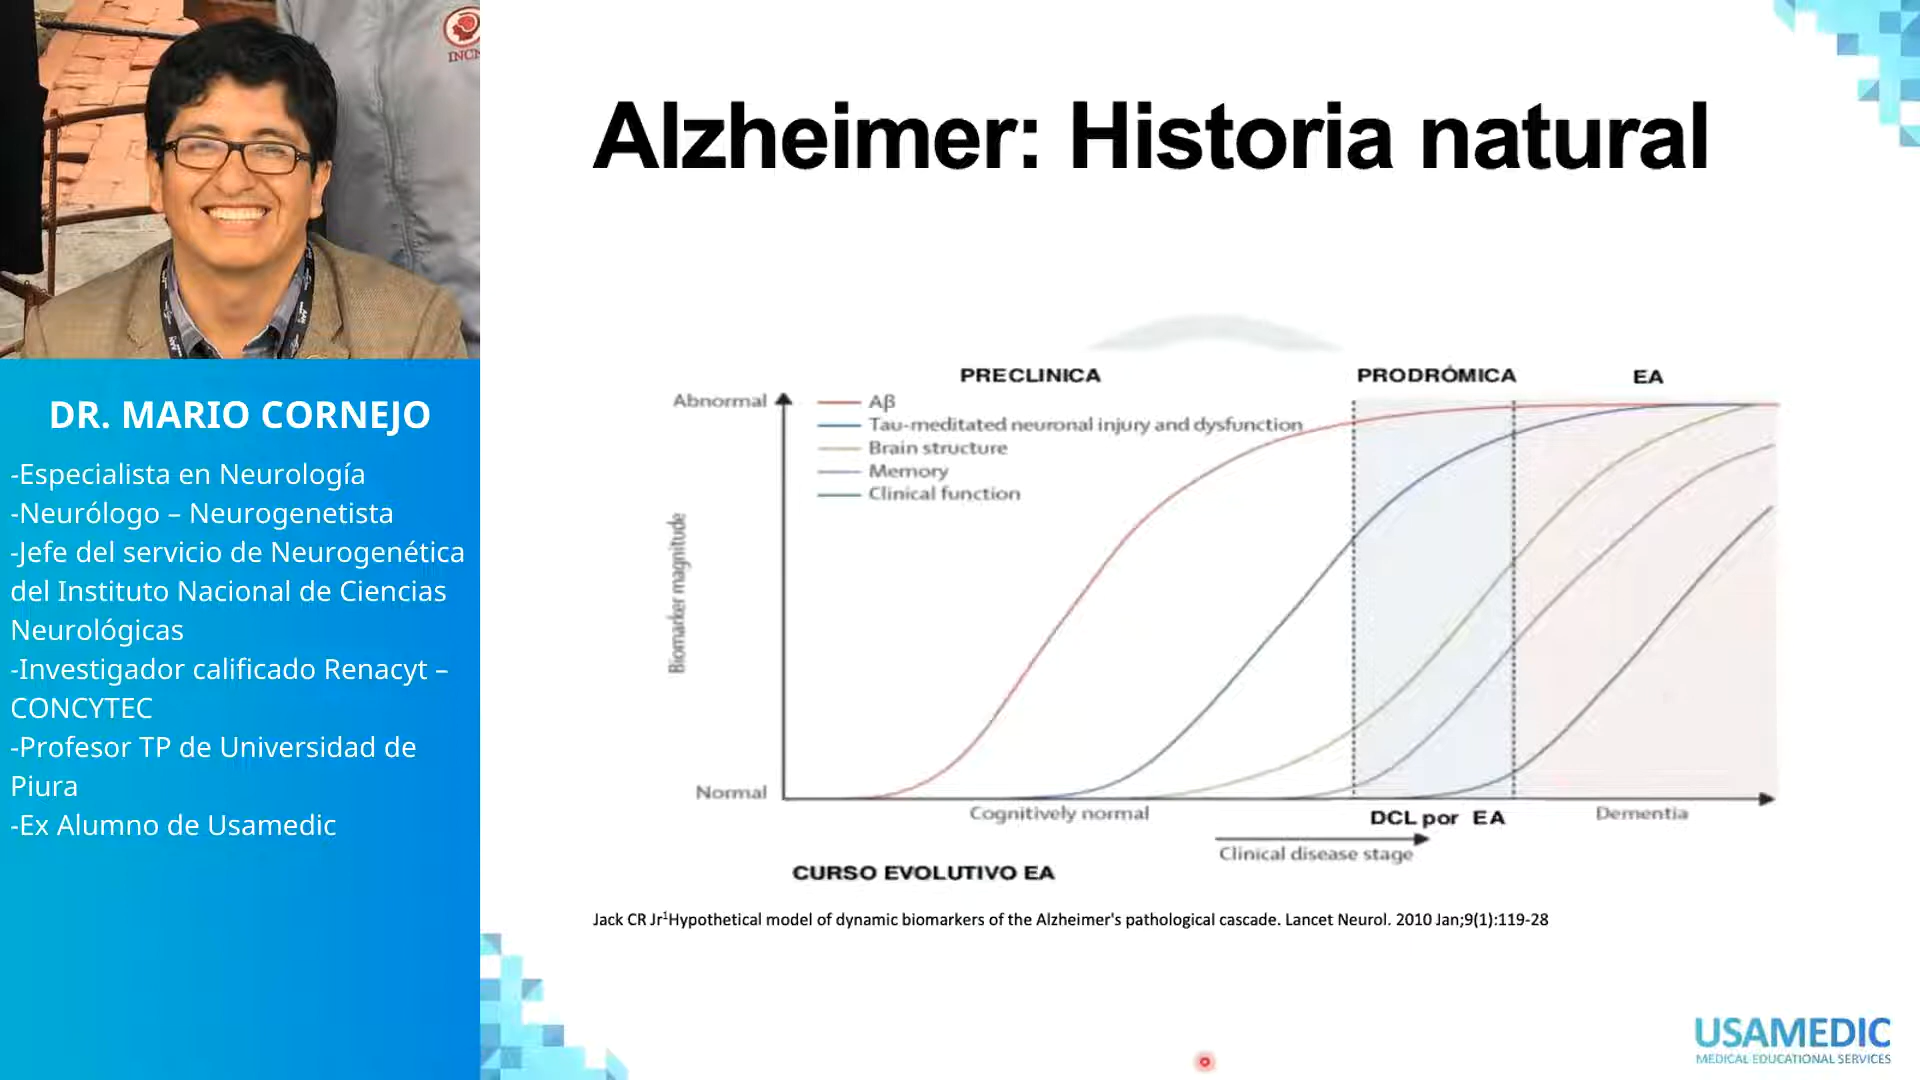 INCN
DR. MARIO CORNEJO
-Especialista en Neurología
-Neurólogo – Neurogenetista
-Jefe del servicio de Neurogenética
del Instituto Nacional de Ciencias
Neurológicas
-Investigador calificado Renacyt –
CONCYTEC
-Profesor TP de Universidad de
Piura
-Ex Alumno de Usamedic
Alzheimer: Historia natural
PRECLINICA
PRODRÓMICA
EA
Abnormal
Aβ
Tau-meditated neuronal injury and dysfunction
Brain structure
Memory
Clinical function
Biomarker magnitude
Normal
Cognitively normal
DCL por EA
Dementia
Clinical disease stage
CURSO EVOLUTIVO EA
Jack CR Jr¹Hypothetical model of dynamic biomarkers of the Alzheimer's pathological cascade. Lancet Neurol. 2010 Jan;9(1):119-28
USAMEDIC
MEDICAL EDUCATIONAL SERVICES